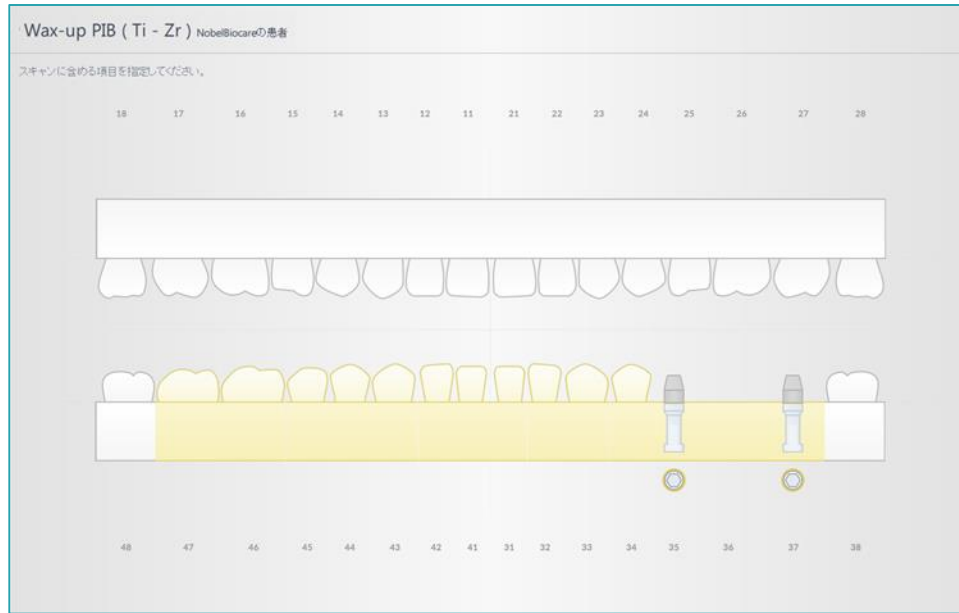 Wax-up PIB ( Ti - Zr ) NobelBiocareの患者
スキャンに含める項目を指定してください。
18 17 16 15 14 13 12 11 21 22 23 24 25 26 27 28
48 47 46 45 44 43 42 41 31 32 33 34 35 36 37 38